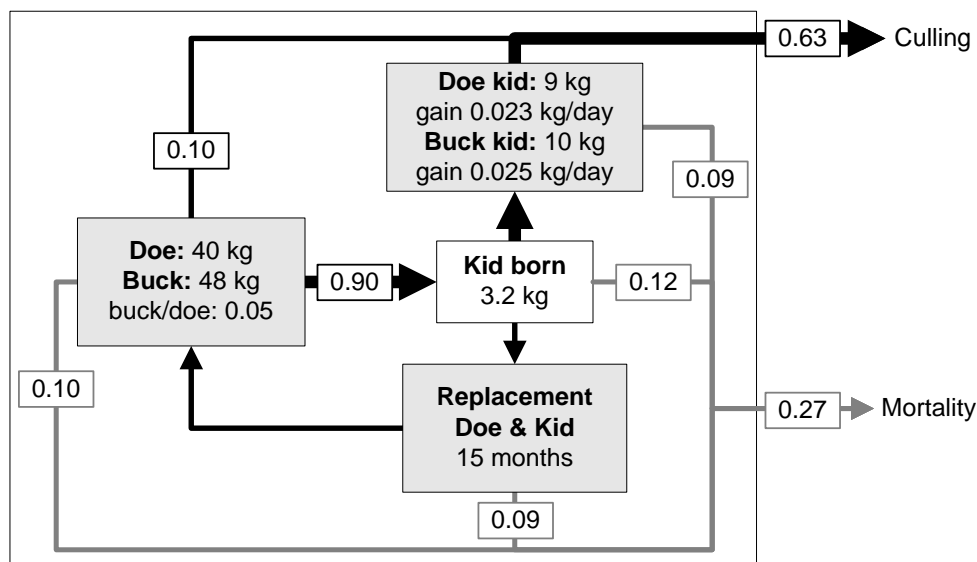 0.63
Culling
Doe kid: 9 kg
gain 0.023 kg/day
Buck kid: 10 kg
gain 0.025 kg/day
0.10
0.09
Doe: 40 kg
Buck: 48 kg
buck/doe: 0.05
0.90
Kid born
3.2 kg
0.12
0.10
Replacement
Doe & Kid
15 months
0.27
Mortality
0.09